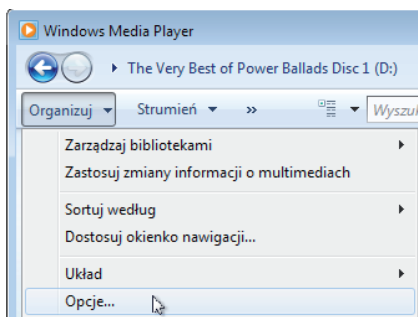 Windows Media Player
The Very Best of Power Ballads Disc 1 (D:)
Organizuj Strumień »
Zarządzaj bibliotekami
Zastosuj zmiany informacji o multimediach
Sortuj według
Dostosuj okienko nawigacji...
Układ
Opcje...